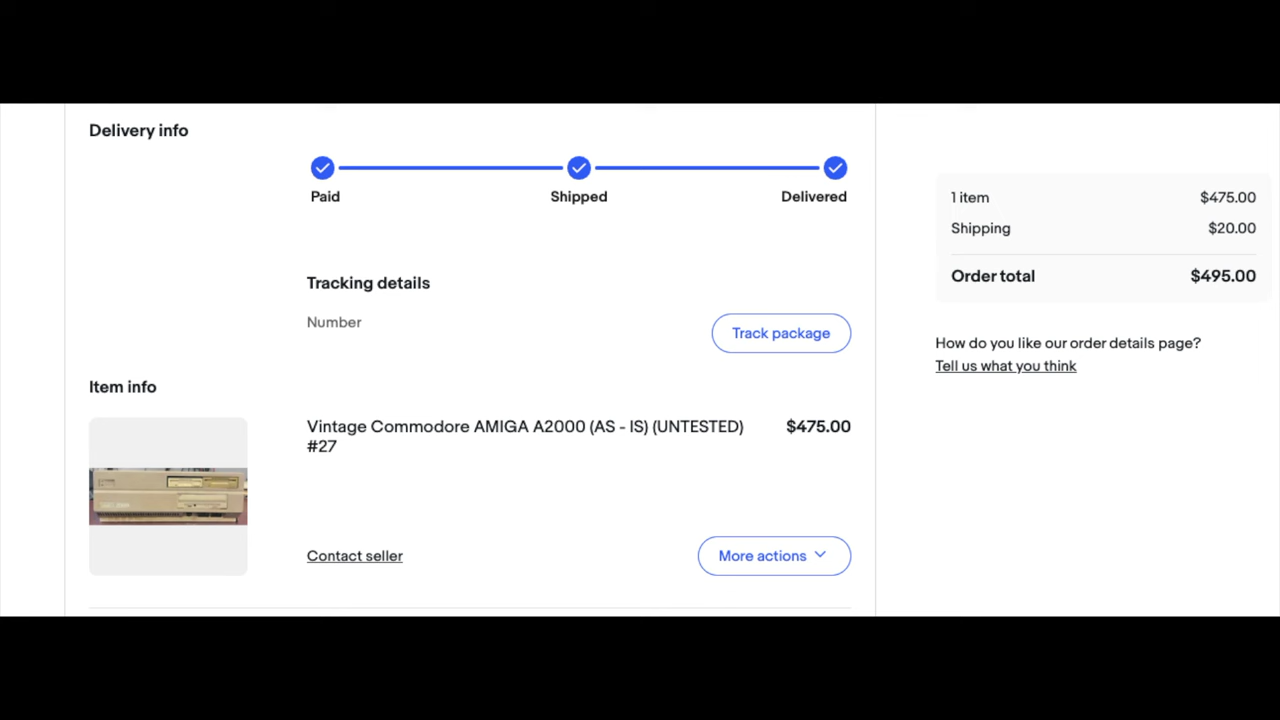 Delivery info
Paid
Shipped
Delivered
Tracking details
Number
Track package
Item info
Vintage Commodore AMIGA A2000 (AS - IS) (UNTESTED)
#27
$475.00
Contact seller
More actions
1 item
$475.00
Shipping
$20.00
Order total
$495.00
How do you like our order details page?
Tell us what you think